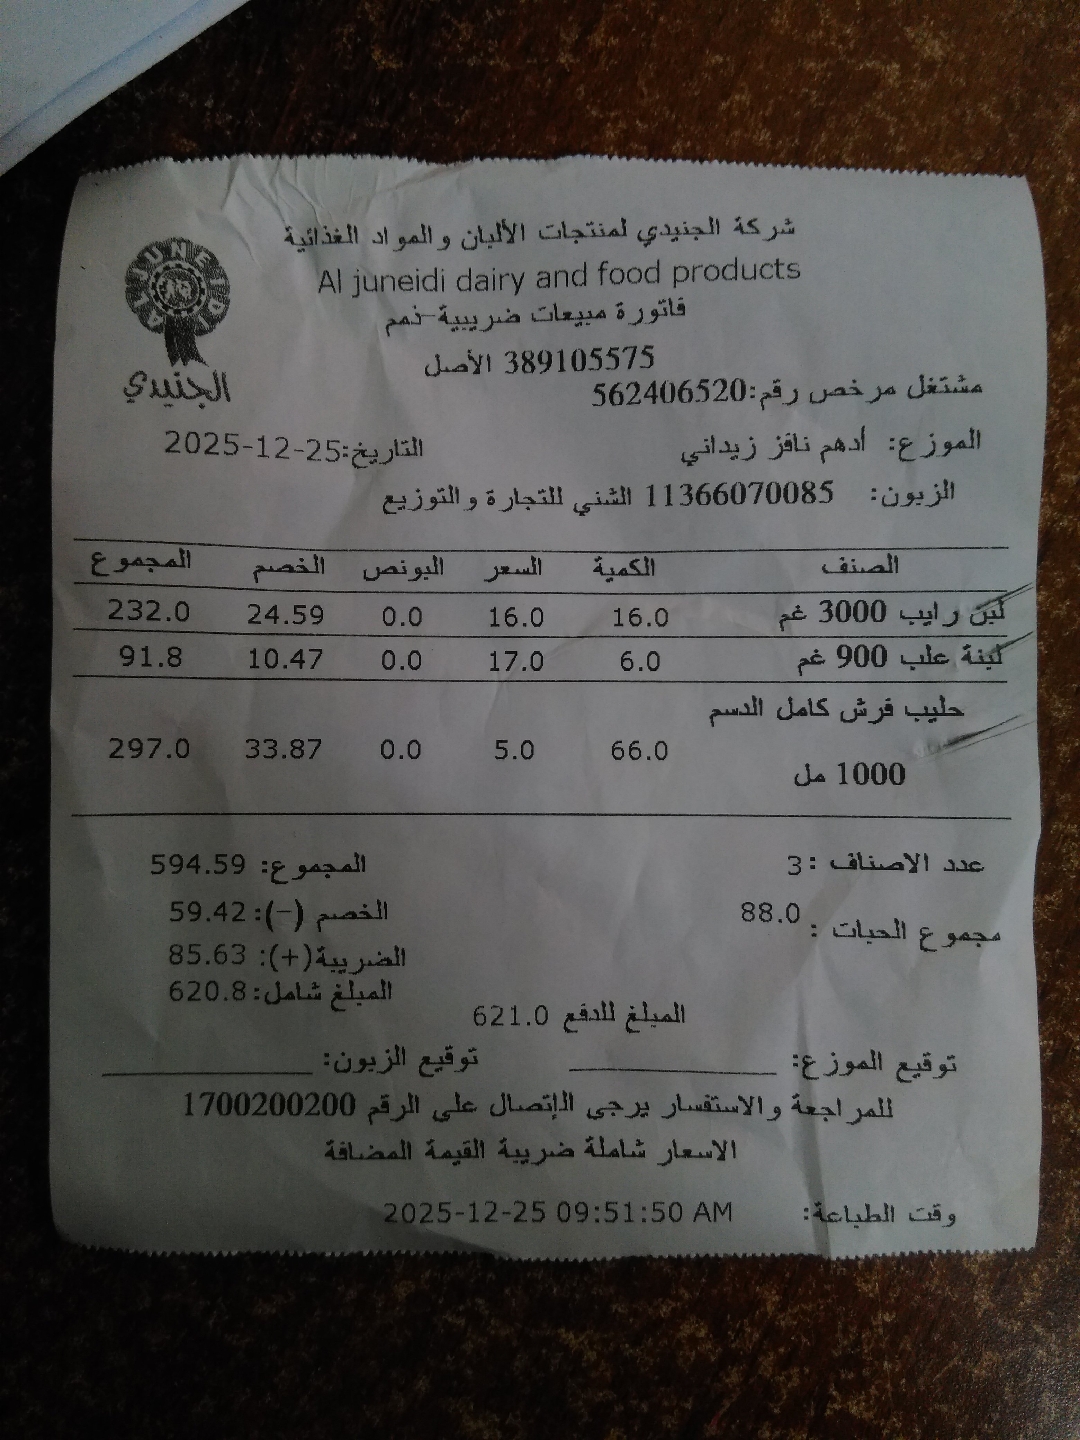 شركة الجنيدي لمنتجات الألبان والمواد الغذائية
Al juneidi dairy and food products
فاتورة مبيعات ضريبية-ذمم
389105575 الأصل
AL JUNEIDI
الجنيدي
مشتغل مرخص رقم:562406520
الموزع: أدهم نافز زيداني التاريخ:2025-12-25
الزبون: 11366070085 الشني للتجارة والتوزيع
الصنف الكمية السعر البونص الخصم المجموع
لبن رايب 3000 غم 16.0 16.0 0.0 24.59 232.0
لبنة علب 900 غم 6.0 17.0 0.0 10.47 91.8
حليب فرش كامل الدسم
66.0 5.0 0.0 33.87 297.0
1000 مل
عدد الاصناف :3 المجموع: 594.59
مجموع الحبات : 88.0 الخصم (-): 59.42
الضريبة(+): 85.63
المبلغ شامل: 620.8
المبلغ للدفع 621.0
توقيع الموزع: توقيع الزبون:
للمراجعة والاستفسار يرجى الإتصال على الرقم 1700200200
الاسعار شاملة ضريبة القيمة المضافة
وقت الطباعة: 2025-12-25 09:51:50 AM